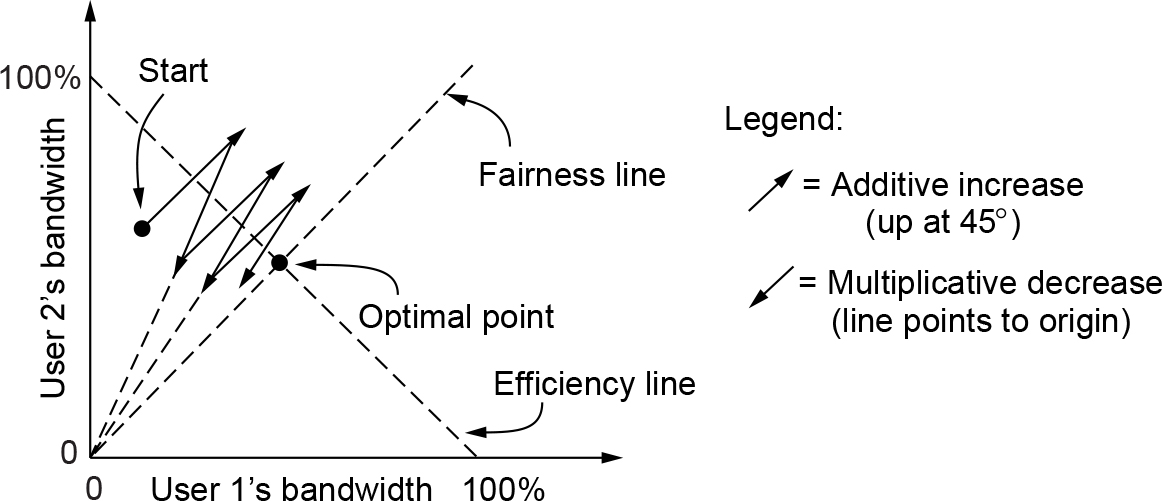 100%
Start
User 2’s bandwidth
Fairness line
Optimal point
Efficiency line
0
0
User 1’s bandwidth
100%
Legend:
= Additive increase
(up at 45°)
= Multiplicative decrease
(line points to origin)